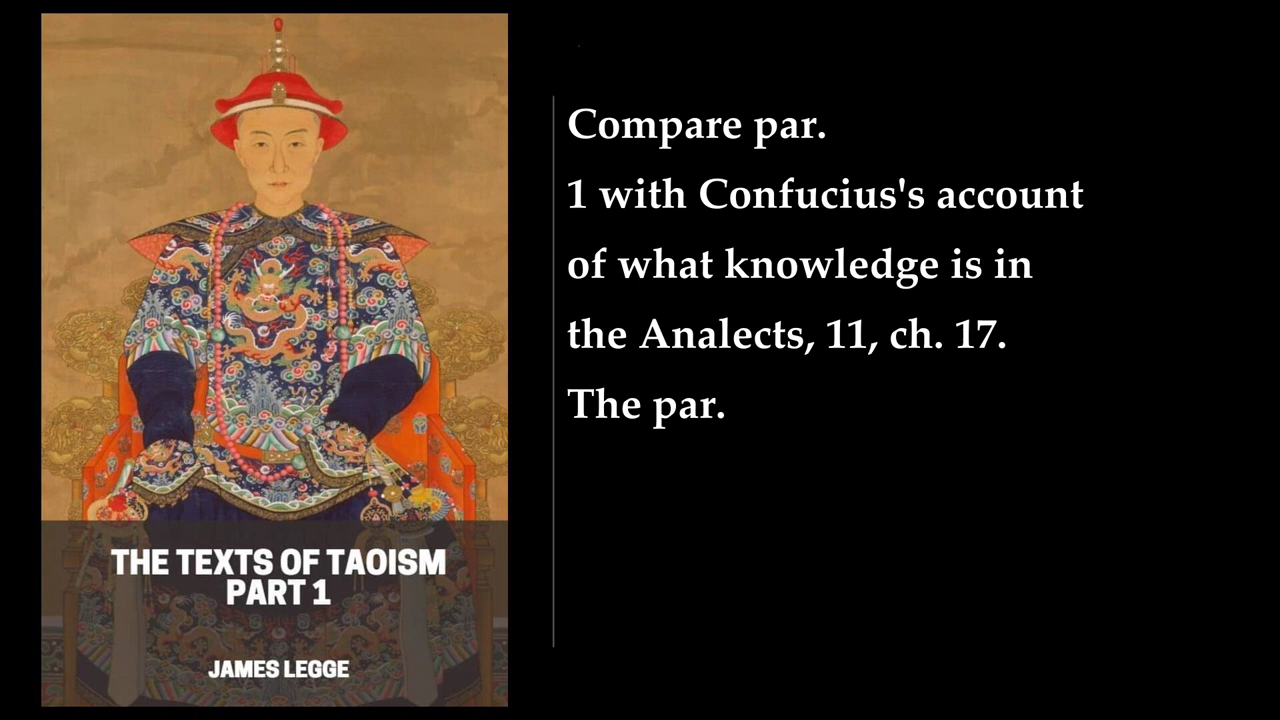 THE TEXTS OF TAOISM
PART 1
JAMES LEGGE
Compare par.
1 with Confucius's account
of what knowledge is in
the Analects, 11, ch. 17.
The par.